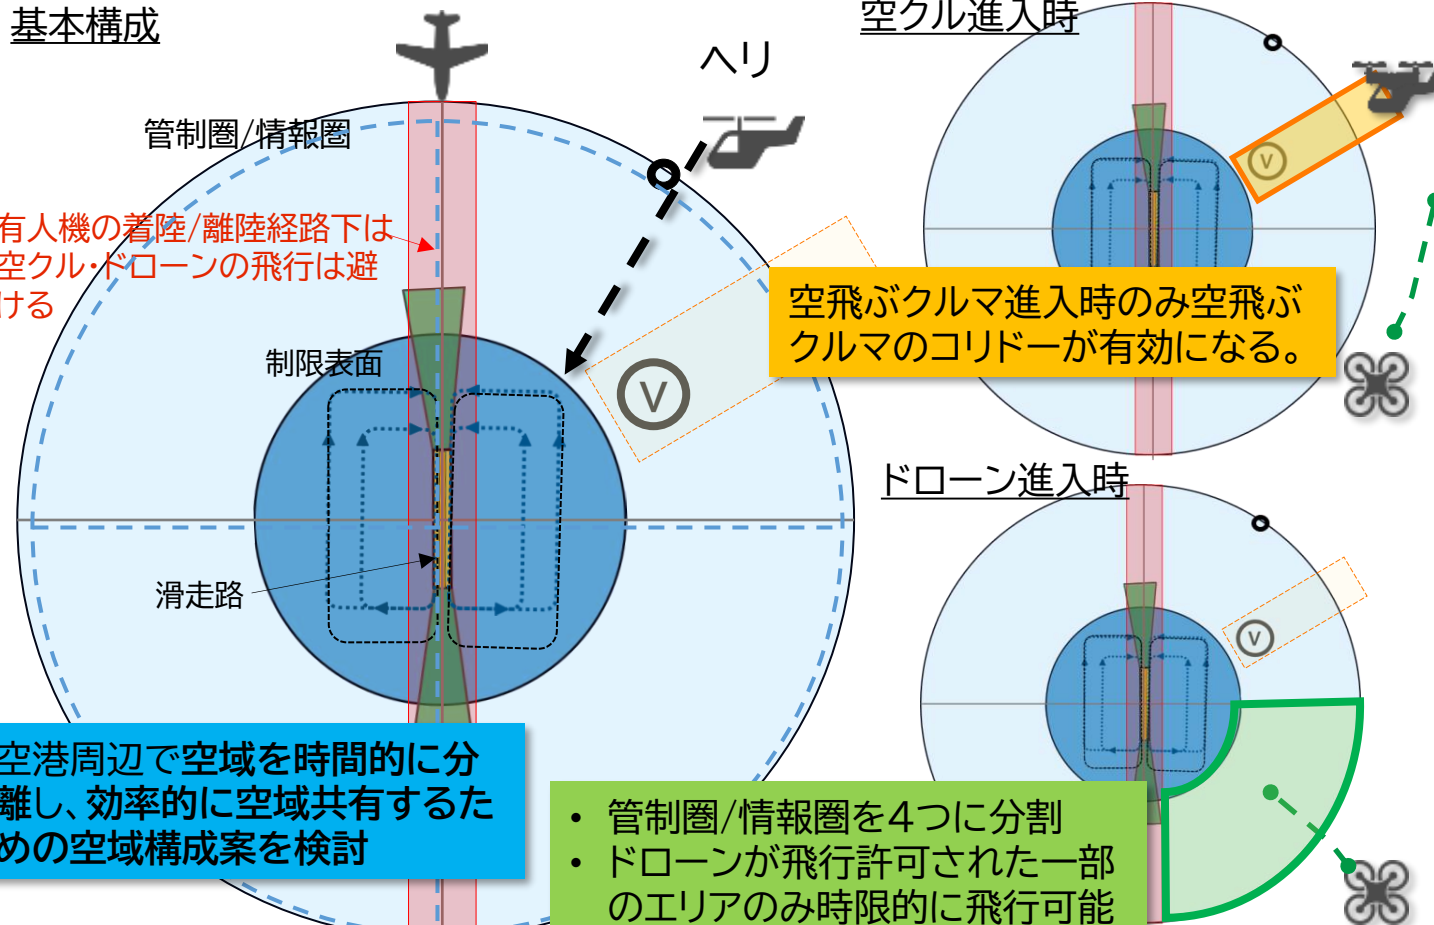 基本構成
ヘリ
管制圏/情報圏
有人機の着陸/離陸経路下は
空クル・ドローンの飛行は避
ける
制限表面
V
滑走路
空港周辺で空域を時間的に分
離し、効率的に空域共有するた
めの空域構成案を検討
空クル進入時
V
空飛ぶクルマ進入時のみ空飛ぶ
クルマのコリドーが有効になる。
ドローン進入時
V
• 管制圏/情報圏を4つに分割
• ドローンが飛行許可された一部
のエリアのみ時限的に飛行可能